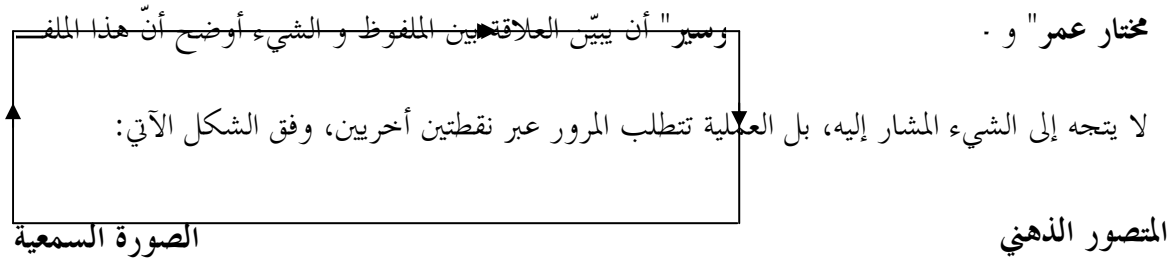 مختار عمر" و . وسير" أن يبيّن العلاقة بين الملفوظ و الشيء أوضح أنّ هذا الملفـ
لا يتجه إلى الشيء المشار إليه، بل العملية تتطلب المرور عبر نقطتين أخريين، وفق الشكل الآتي:
المتصور الذهني الصورة السمعية